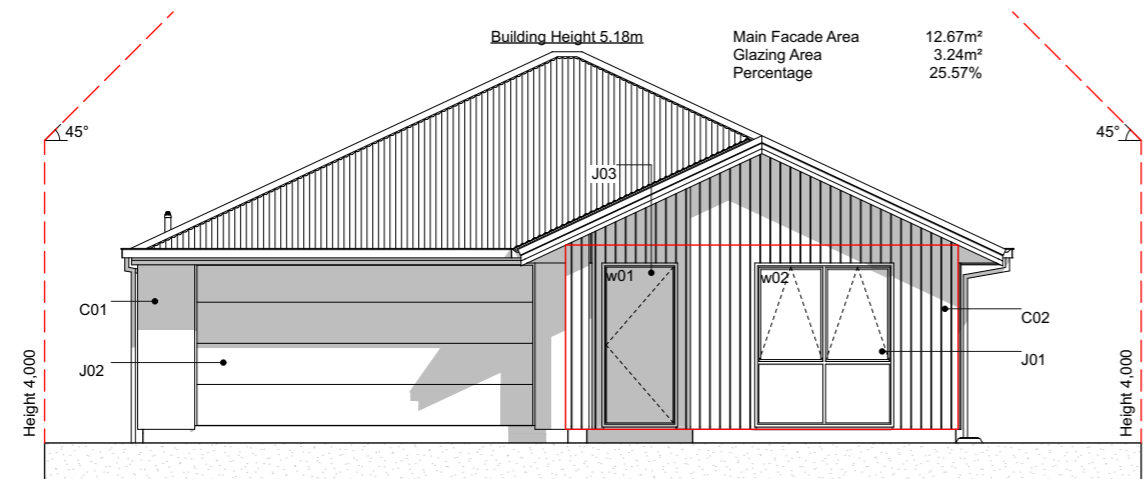 Building Height 5.18m
Main Facade Area 12.67m²
Glazing Area 3.24m²
Percentage 25.57%
45°
45°
J03
w01
w02
C01
C02
J02
J01
Height 4,000
Height 4,000